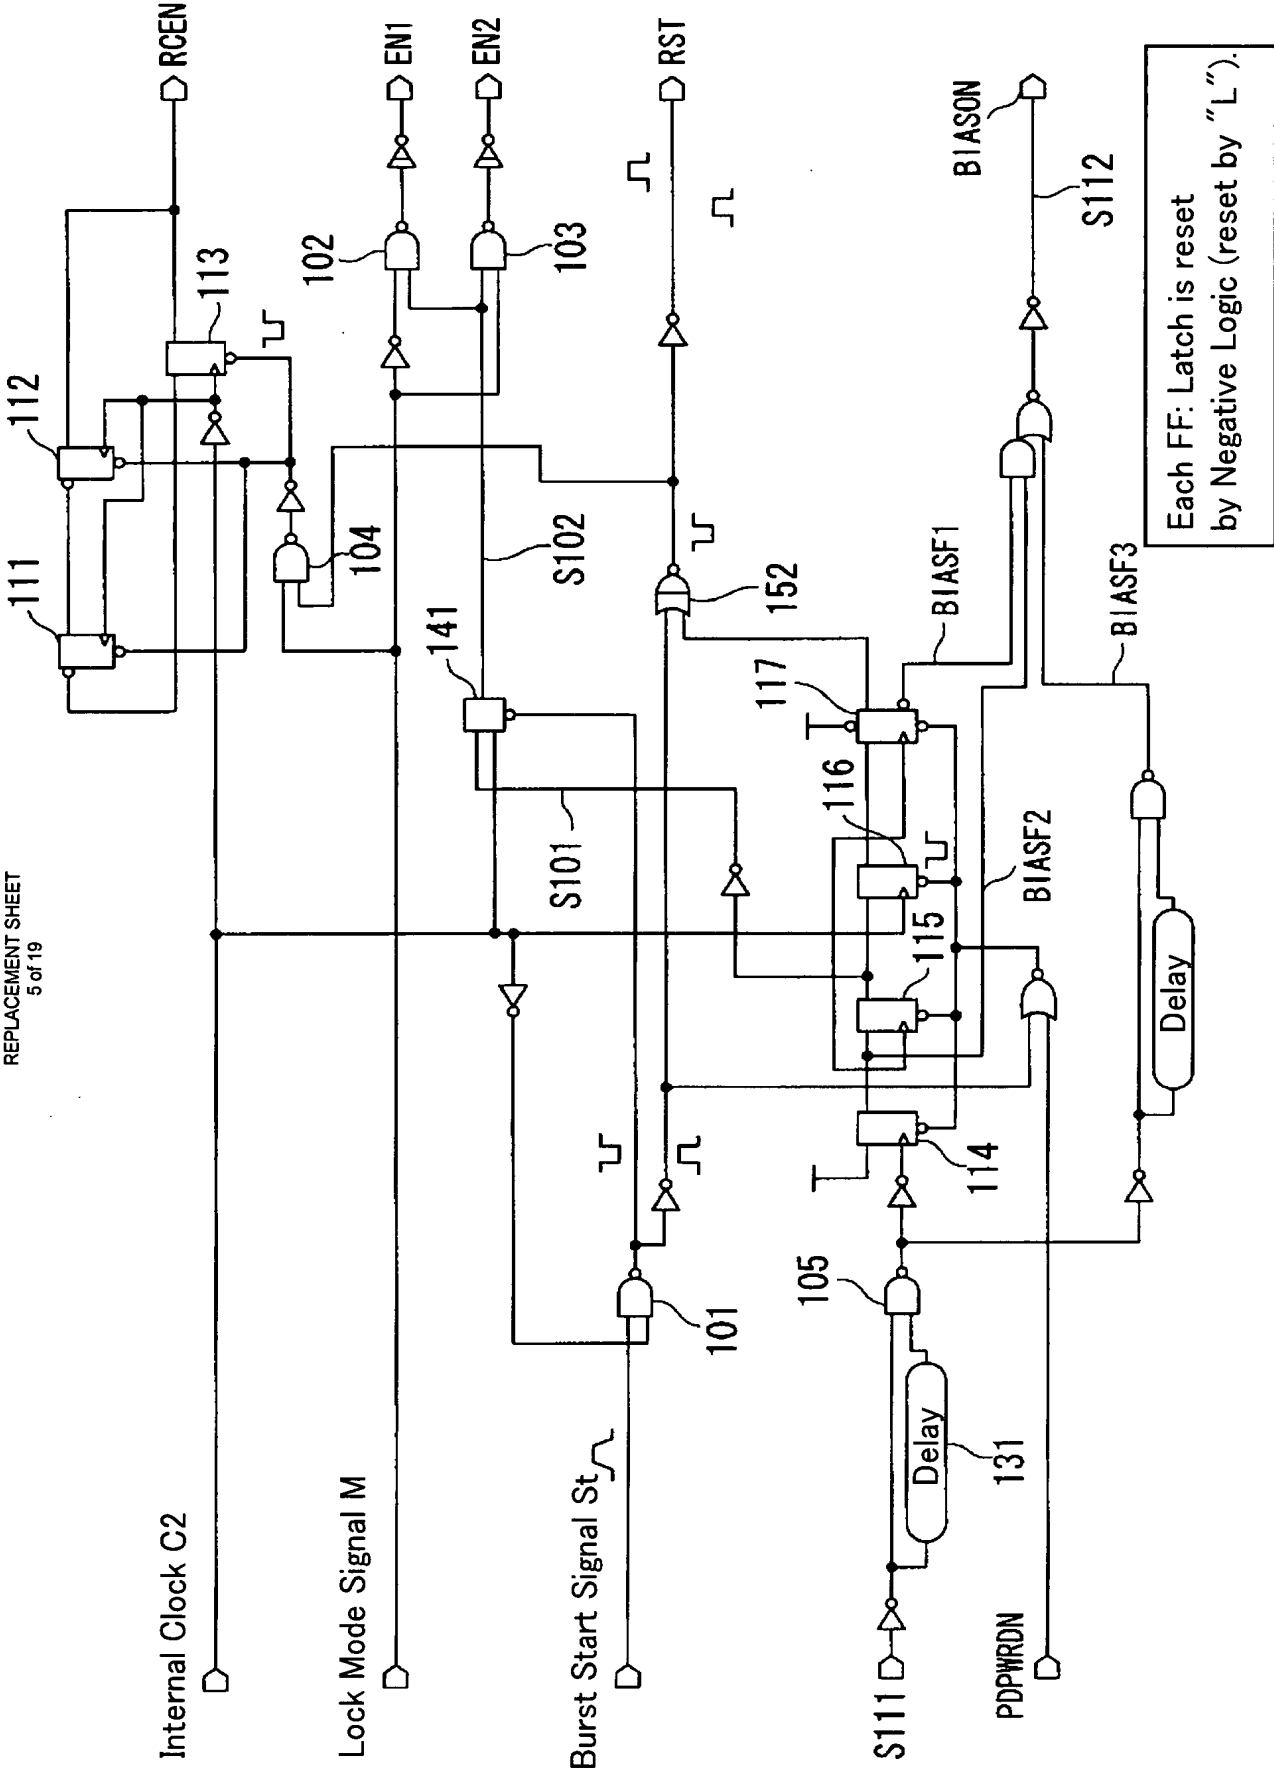 REPLACEMENT SHEET
5 of 19
Internal Clock C2
Lock Mode Signal M
Burst Start Signal St
S111
PDPWRDN
111
112
113
RCEN
102
EN1
103
EN2
104
141
S102
S101
RST
152
101
105
Delay
131
114
115
116
117
BIASF1
BIASF2
BIASF3
Delay
BIASON
S112
Each FF: Latch is reset
by Negative Logic (reset by "L").